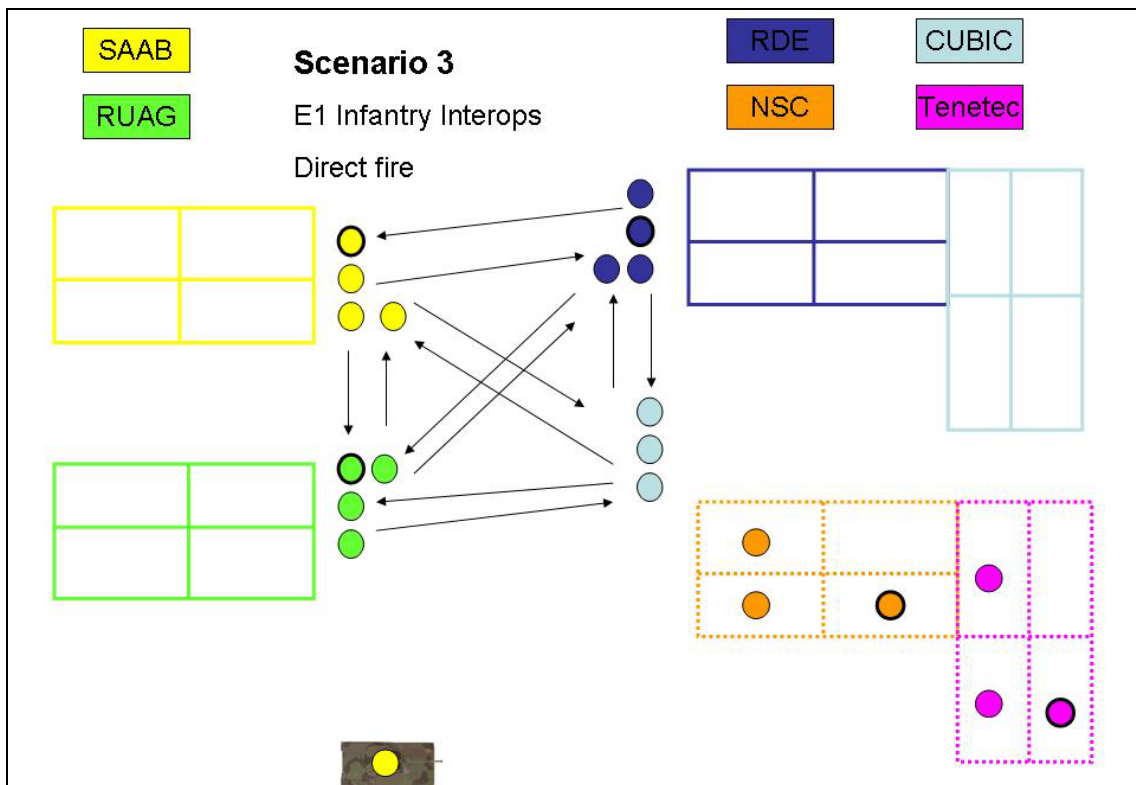 SAAB
RUAG
Scenario 3
E1 Infantry Interops
Direct fire
RDE
CUBIC
NSC
Tenetec